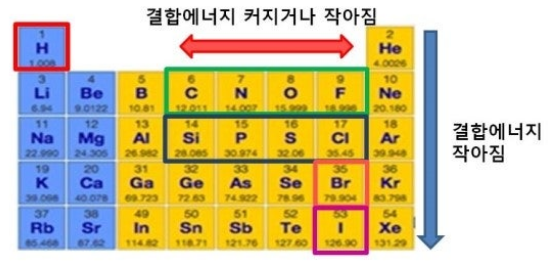 결합에너지 커지거나 작아짐
1 2
H He
1.008 4.0026
3 4 5 6 7 8 9 10
Li Be B C N O F Ne
6.94 9.0122 10.81 12.011 14.007 15.999 18.998 20.180
11 12 13 14 15 16 17 18
Na Mg Al Si P S Cl Ar
22.990 24.305 26.982 28.085 30.974 32.06 35.45 39.948
결합에너지
작아짐
19 20 31 32 33 34 35 36
K Ca Ga Ge As Se Br Kr
39.098 40.078 69.723 72.63 74.922 78.96 79.904 83.798
37 38 49 50 51 52 53 54
Rb Sr In Sn Sb Te I Xe
85.468 87.62 114.82 118.71 121.76 127.60 126.90 131.29